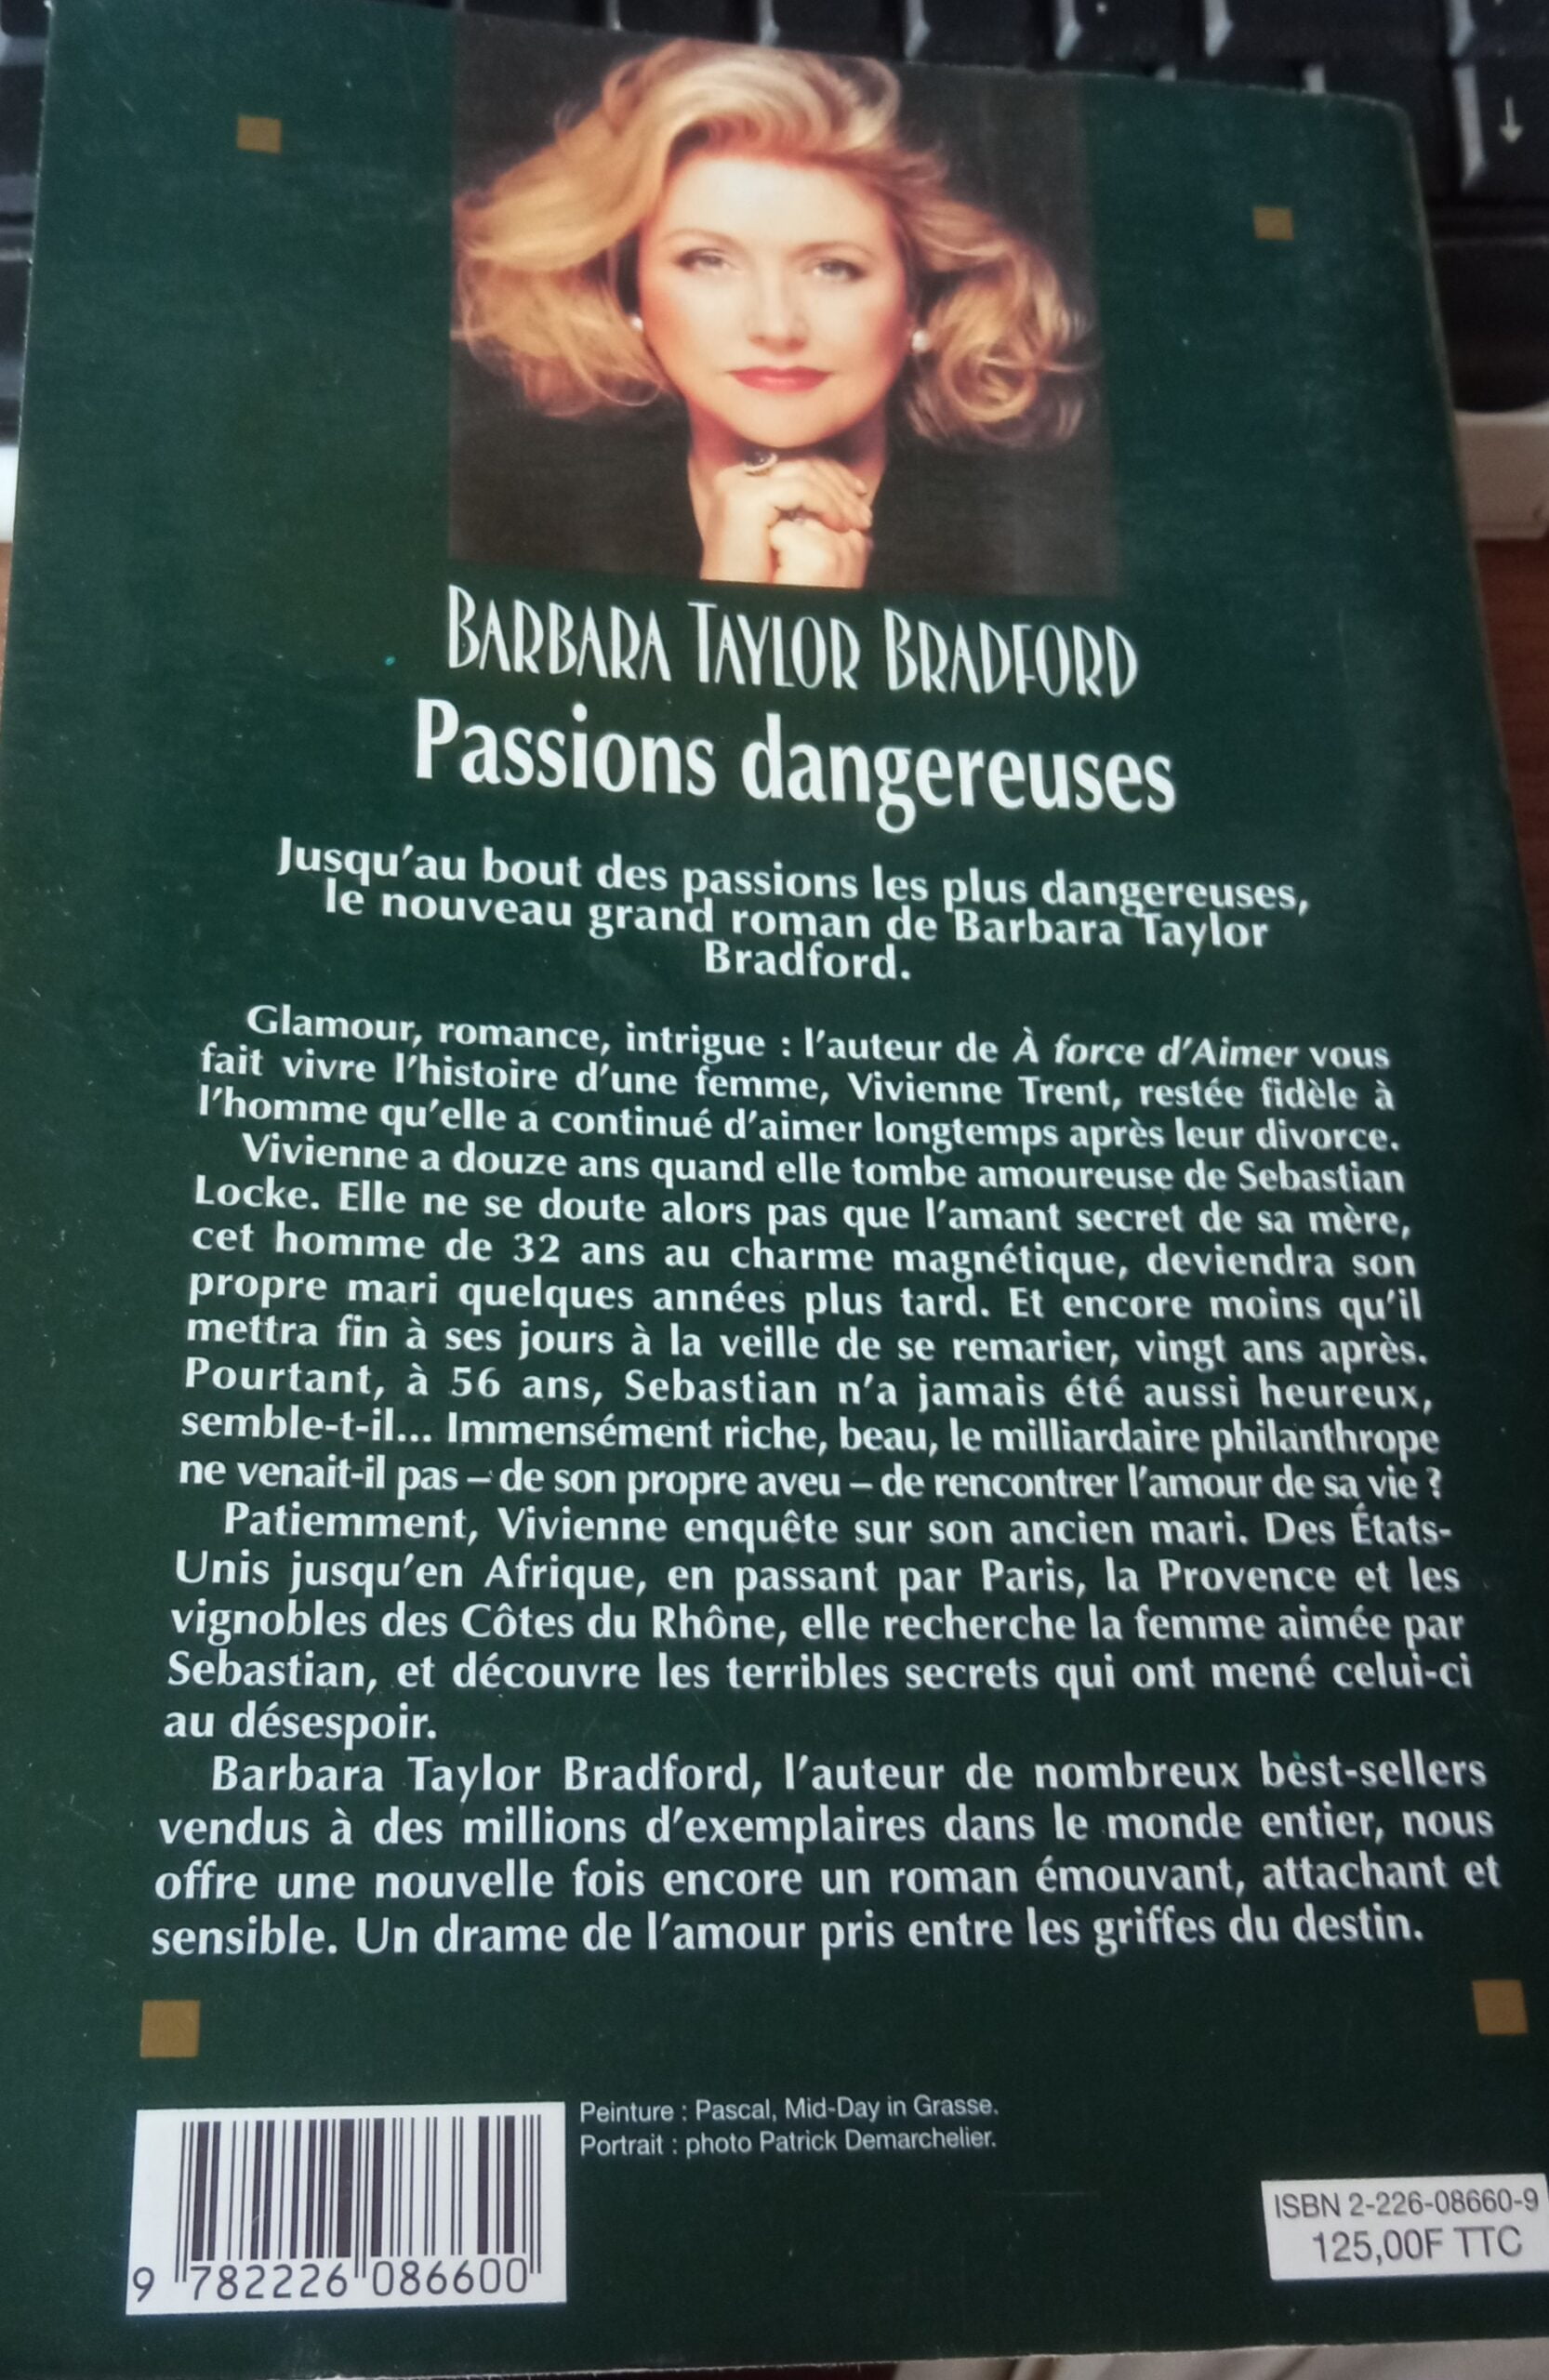 BARBARA TAYLOR BRADFORD
Passions dangereuses
Jusqu'au bout des passions les plus dangereuses,
le nouveau grand roman de Barbara Taylor
Bradford.
Glamour, romance, intrigue : l'auteur de À force d'Aimer vous
fait vivre l'histoire d'une femme, Vivienne Trent, restée fidèle à
l'homme qu'elle a continué d'aimer longtemps après leur divorce.
Vivienne a douze ans quand elle tombe amoureuse de Sebastian
Locke. Elle ne se doute alors pas que l'amant secret de sa mère,
cet homme de 32 ans au charme magnétique, deviendra son
propre mari quelques années plus tard. Et encore moins qu'il
mettra fin à ses jours à la veille de se remarier, vingt ans après.
Pourtant, à 56 ans, Sebastian n'a jamais été aussi heureux,
semble-t-il... Immensément riche, beau, le milliardaire philanthrope
ne venait-il pas – de son propre aveu – de rencontrer l'amour de sa vie ?
Patiemment, Vivienne enquête sur son ancien mari. Des États-
Unis jusqu'en Afrique, en passant par Paris, la Provence et les
vignobles des Côtes du Rhône, elle recherche la femme aimée par
Sebastian, et découvre les terribles secrets qui ont mené celui-ci
au désespoir.
Barbara Taylor Bradford, l'auteur de nombreux best-sellers
vendus à des millions d'exemplaires dans le monde entier, nous
offre une nouvelle fois encore un roman émouvant, attachant et
sensible. Un drame de l'amour pris entre les griffes du destin.
Peinture : Pascal, Mid-Day in Grasse.
Portrait : photo Patrick Demarchelier.
9 782226 086600
ISBN 2-226-08660-9
125,00F TTC